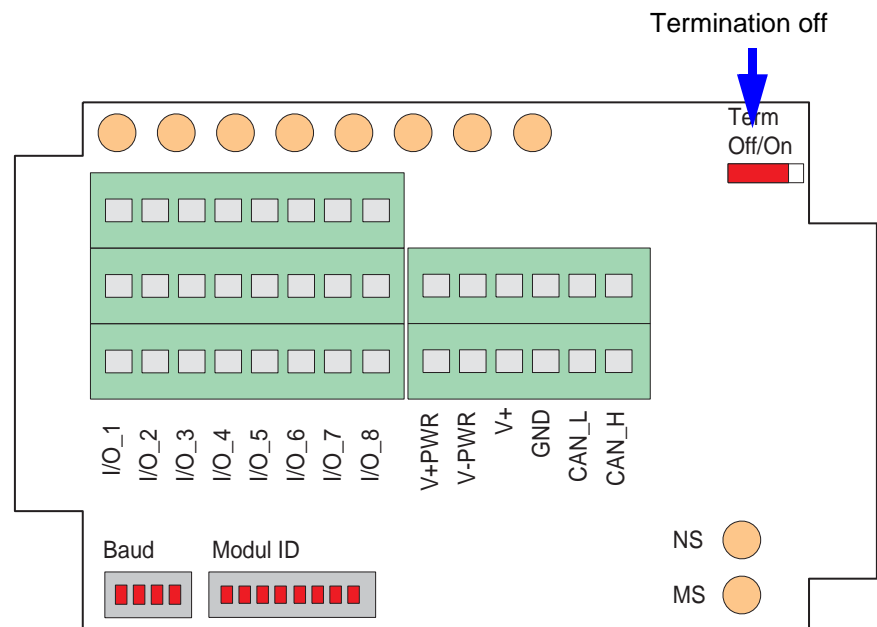 Termination off
Term
Off/On
I/O_1
I/O_2
I/O_3
I/O_4
I/O_5
I/O_6
I/O_7
I/O_8
V+PWR
V-PWR
V+
GND
CAN_L
CAN_H
Baud
Modul ID
NS
MS